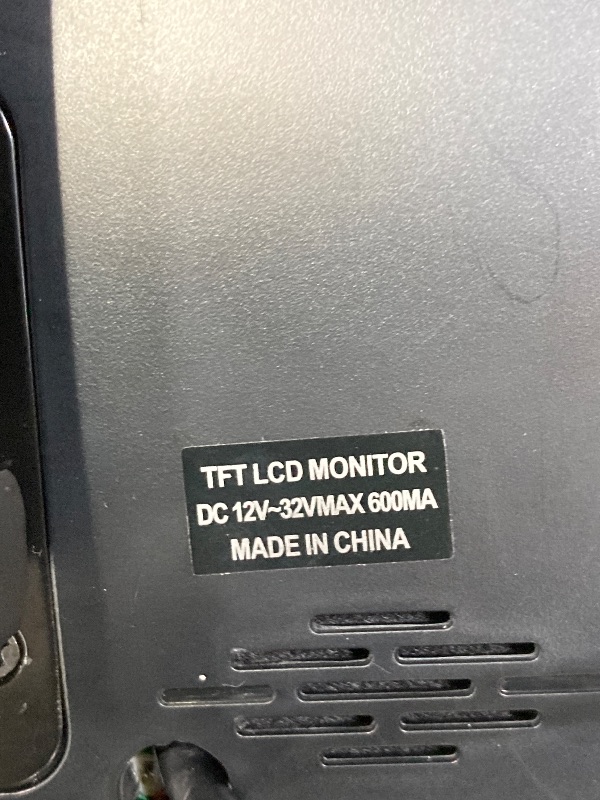 TFT LCD MONITOR
DC 12V~32VMAX 600MA
MADE IN CHINA